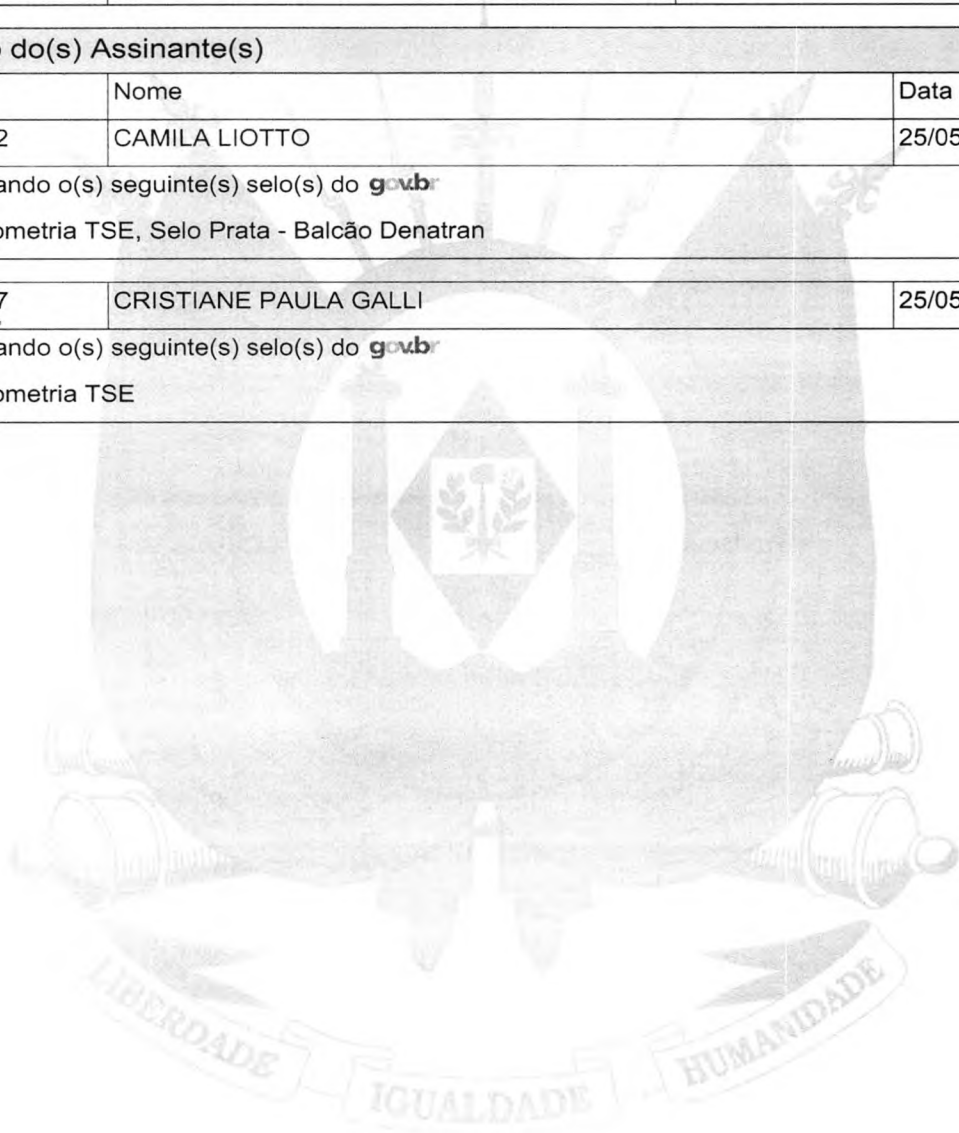 do(s) Assinante(s)
Nome Data
2 CAMILA LIOTTO 25/05
ando o(s) seguinte(s) selo(s) do gov.br
ometria TSE, Selo Prata - Balcão Denatran
7 CRISTIANE PAULA GALLI 25/05
ando o(s) seguinte(s) selo(s) do gov.br
ometria TSE
LIBERDADE IGUALDADE HUMANIDADE